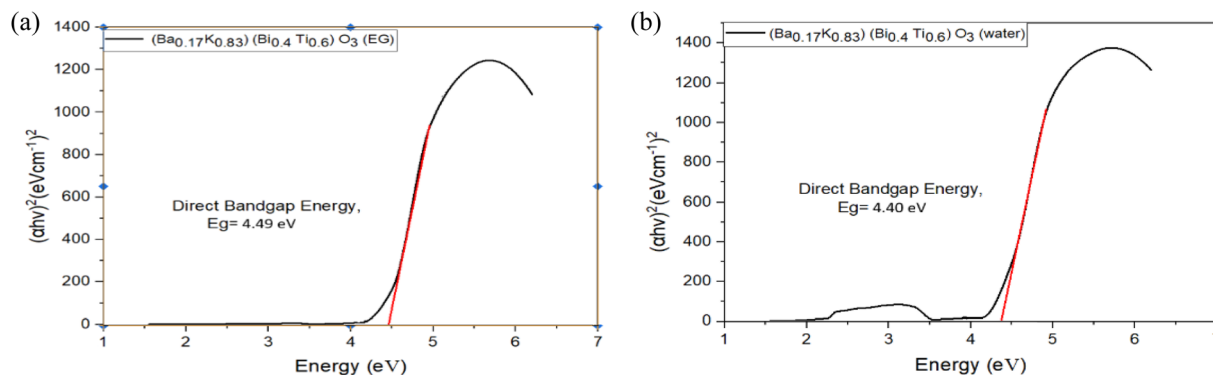 (a)
(Ba0.17K0.83) (Bi0.4 Ti0.6) O3 (EG)
1400
1200
1000
800
600
400
200
0
(αhv)2(eVcm-1)2
Direct Bandgap Energy,
Eg= 4.49 eV
1 2 3 4 5 6 7
Energy (eV)
(b)
(Ba0.17K0.83) (Bi0.4 Ti0.6) O3 (water)
1400
1200
1000
800
600
400
200
0
(αhv)2(eVcm-1)2
Direct Bandgap Energy,
Eg= 4.40 eV
1 2 3 4 5 6
Energy (eV)